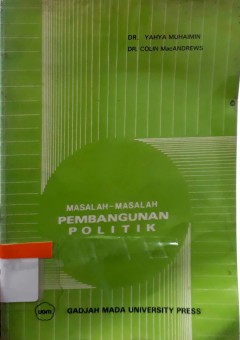 DR. YAHYA MUHAIMIN
DR. COLIN MacANDREWS
MASALAH-MASALAH
PEMBANGUNAN
POLITIK
GADJAH MADA UNIVERSITY PRESS